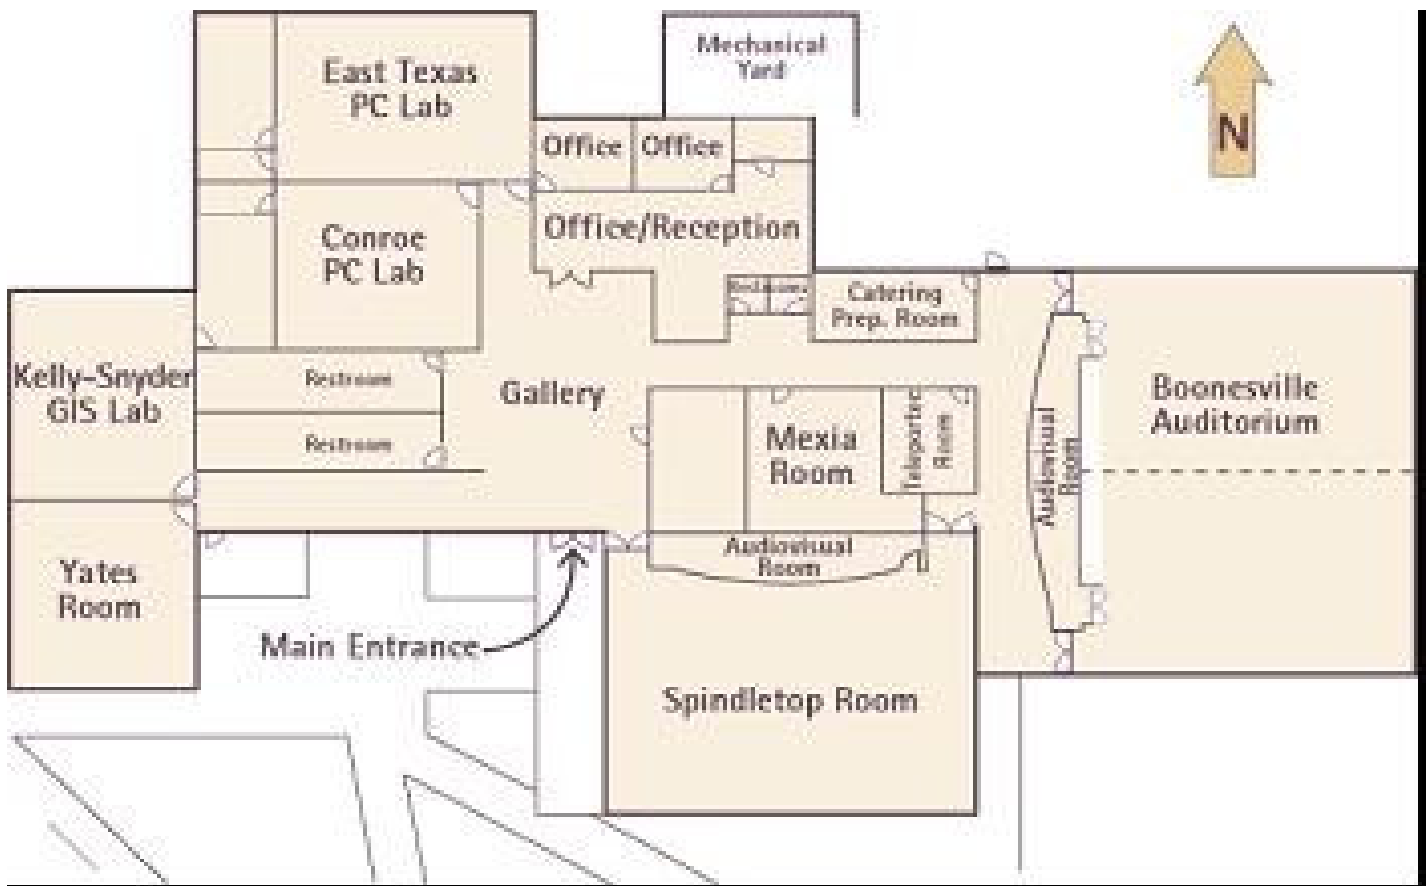 Mechanical
Yard
East Texas
PC Lab
N
Office
Office
Office/Reception
Conroe
PC Lab
Catering
Prep. Room
Kelly-Snyder
GIS Lab
Restroom
Gallery
Boonesville
Auditorium
Restroom
Mexia
Room
Room
Audiovisual
Room
Audiovisual
Room
Yates
Room
Main Entrance
Spindletop Room